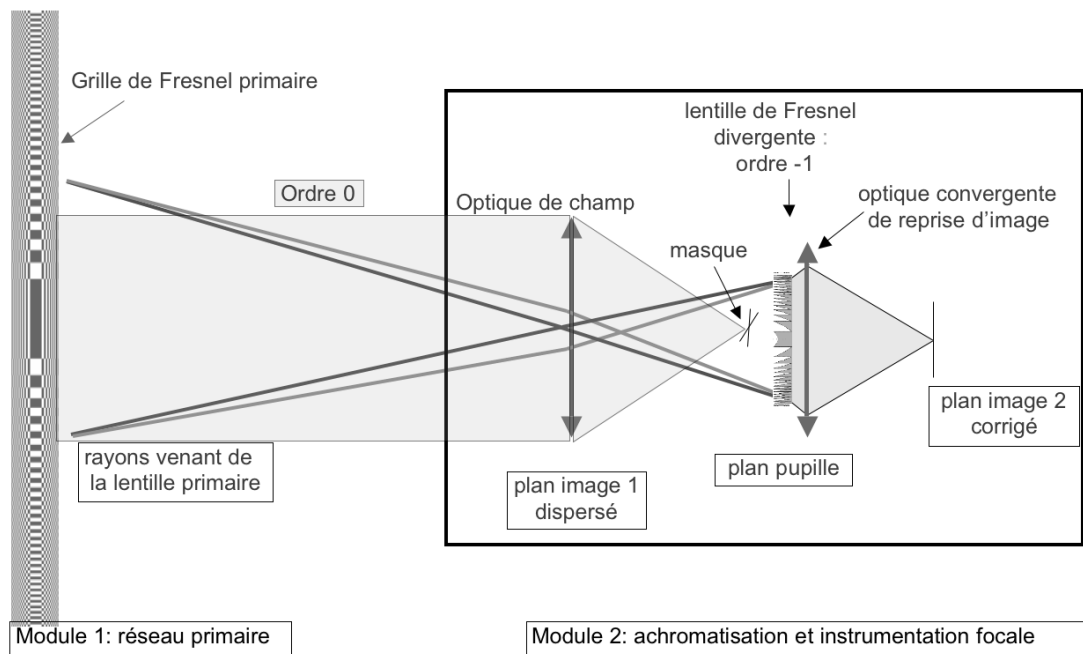 Grille de Fresnel primaire
Ordre 0
Optique de champ
lentille de Fresnel
divergente :
ordre -1
optique convergente
de reprise d’image
masque
rayons venant de
la lentille primaire
plan image 1
dispersé
plan pupille
plan image 2
corrigé
Module 1: réseau primaire
Module 2: achromatisation et instrumentation focale